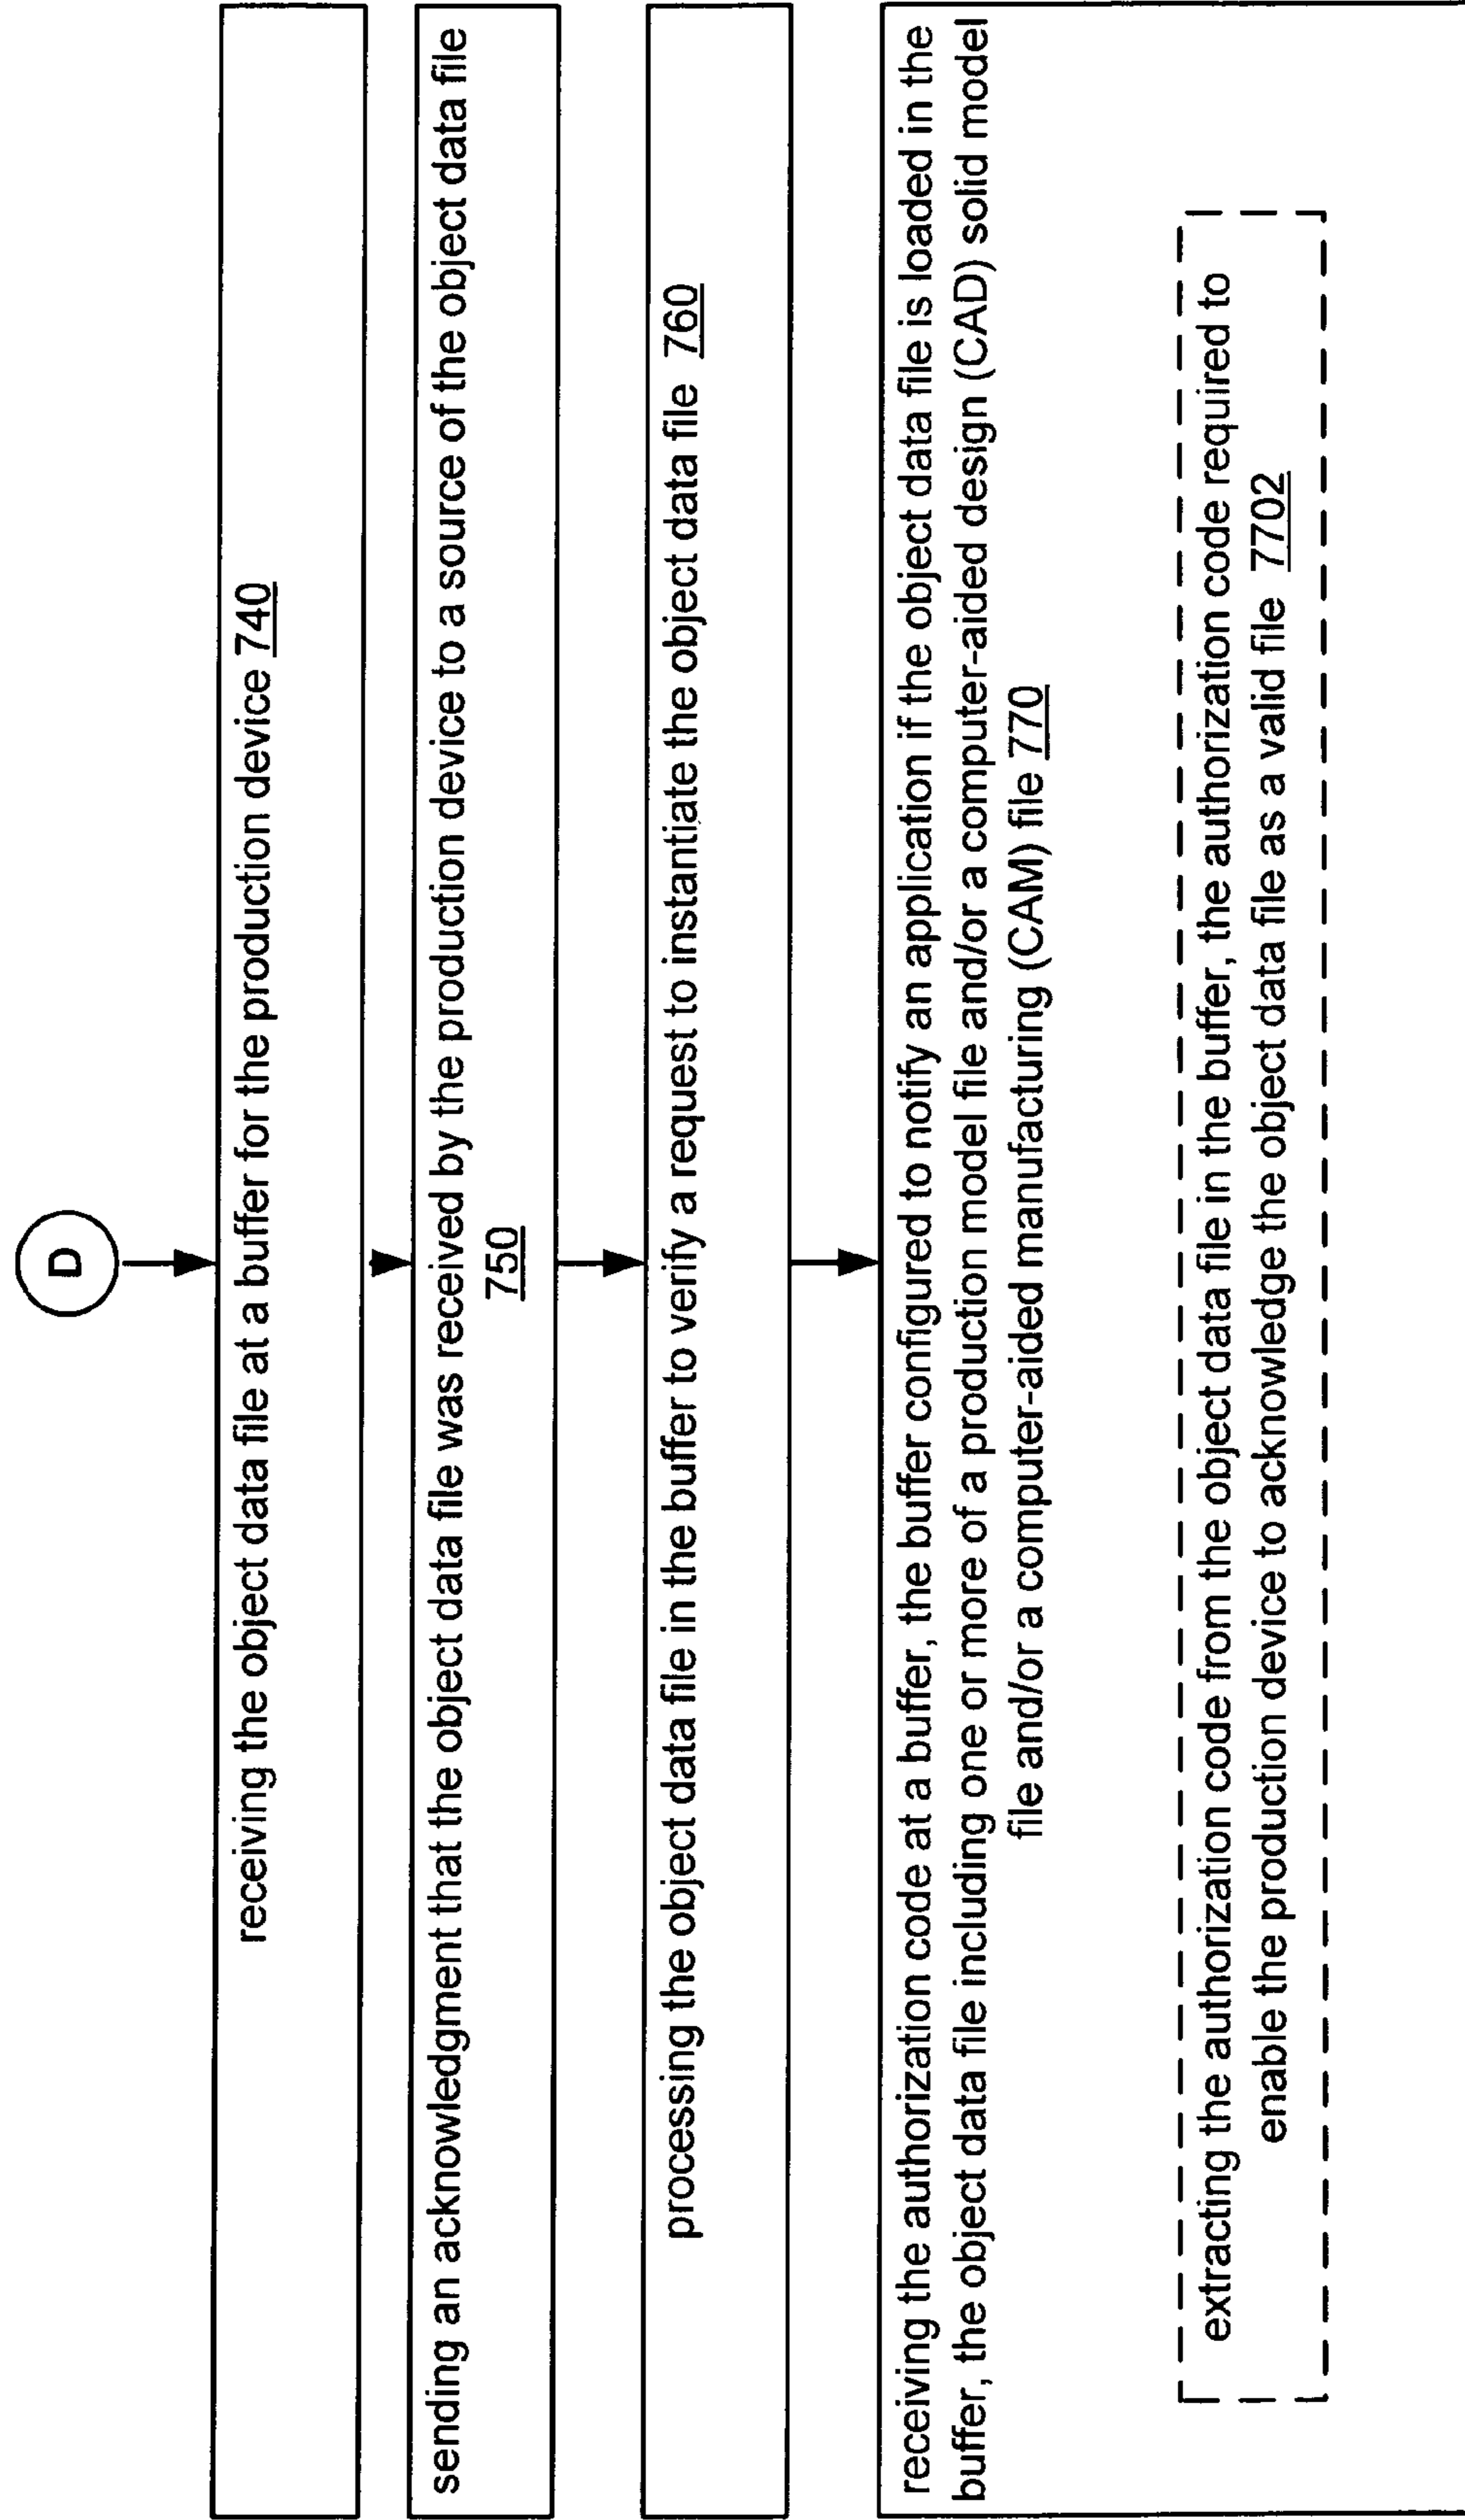 D
receiving the object data file at a buffer for the production device 740
sending an acknowledgment that the object data file was received by the production device to a source of the object data file
750
processing the object data file in the buffer to verify a request to instantiate the object data file 760
receiving the authorization code at a buffer, the buffer configured to notify an application if the object data file is loaded in the
buffer, the object data file including one or more of a production model file and/or a computer-aided design (CAD) solid model
file and/or a computer-aided manufacturing (CAM) file 770
extracting the authorization code from the object data file in the buffer, the authorization code required to
enable the production device to acknowledge the object data file as a valid file 7702